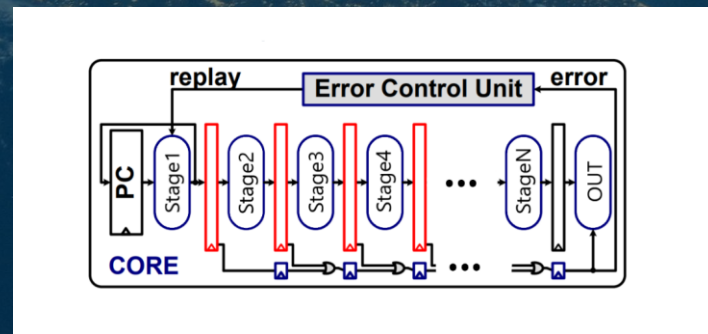 replay
Error Control Unit
error
PC
Stage1
Stage2
Stage3
Stage4
•••
StageN
OUT
CORE
•••